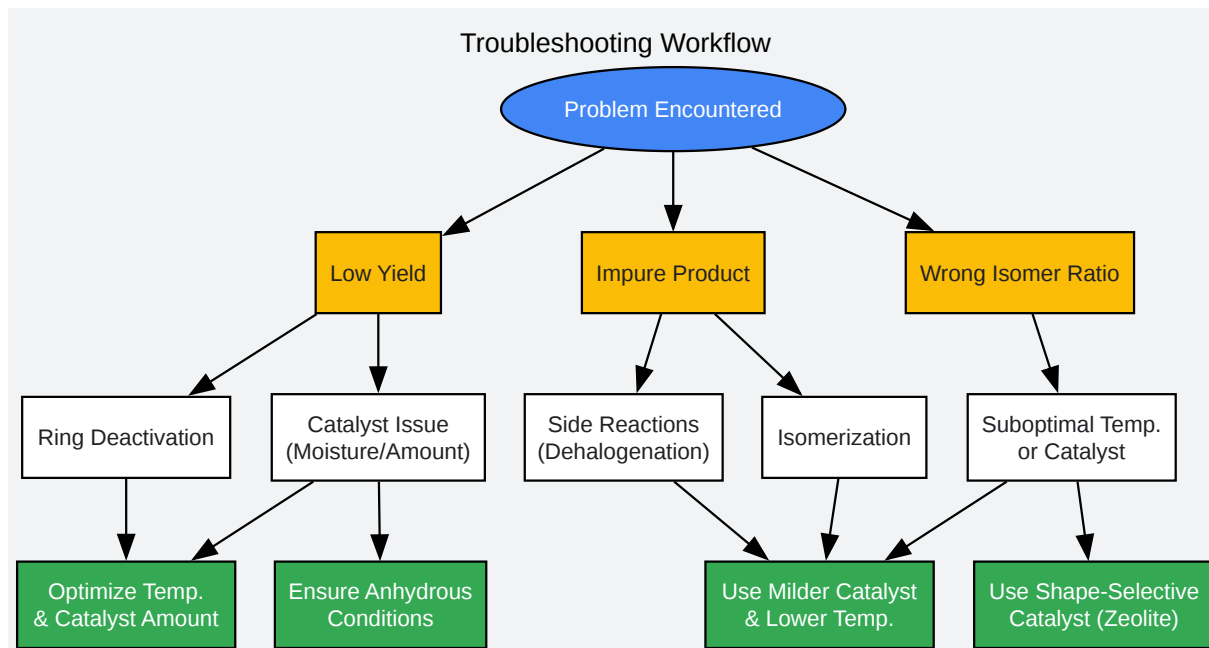 Troubleshooting Workflow
Problem Encountered
Low Yield
Impure Product
Wrong Isomer Ratio
Ring Deactivation
Catalyst Issue
(Moisture/Amount)
Side Reactions
(Dehalogenation)
Isomerization
Suboptimal Temp.
or Catalyst
Optimize Temp.
& Catalyst Amount
Ensure Anhydrous
Conditions
Use Milder Catalyst
& Lower Temp.
Use Shape-Selective
Catalyst (Zeolite)